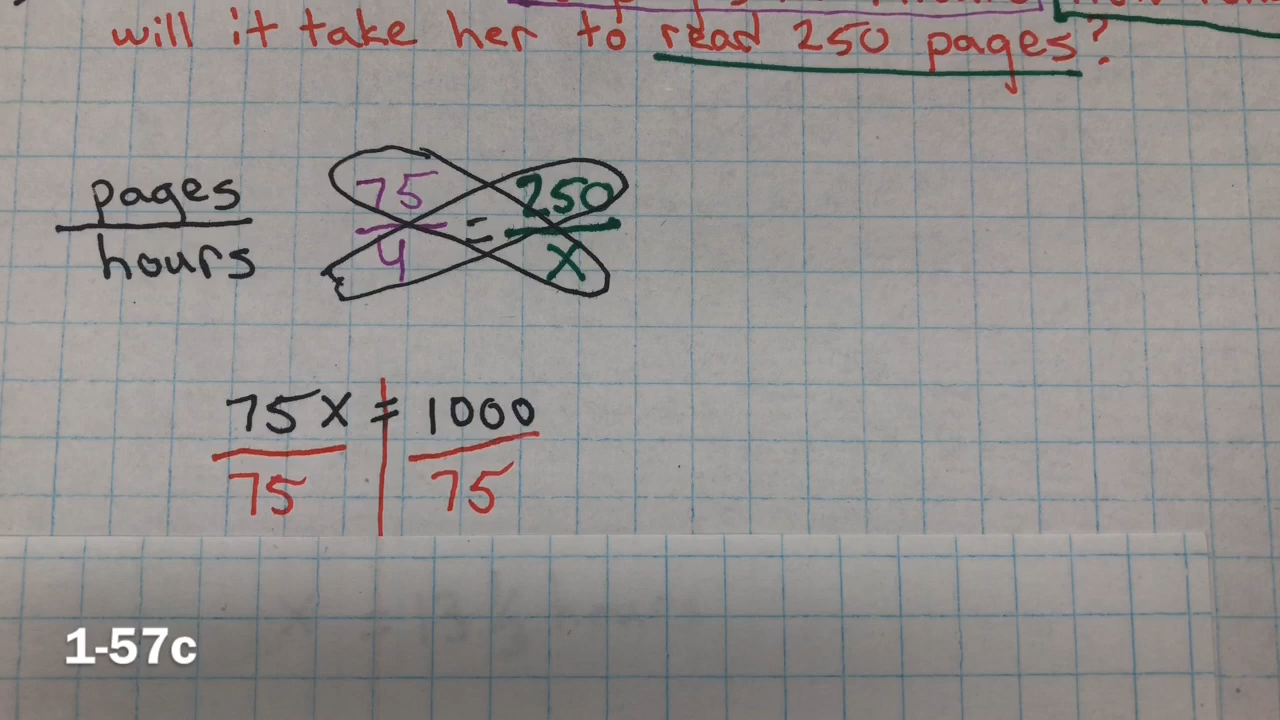 will it take her to read 250 pages?
pages 75 = 250
hours 4 x
75x = 1000
75 75
1-57c